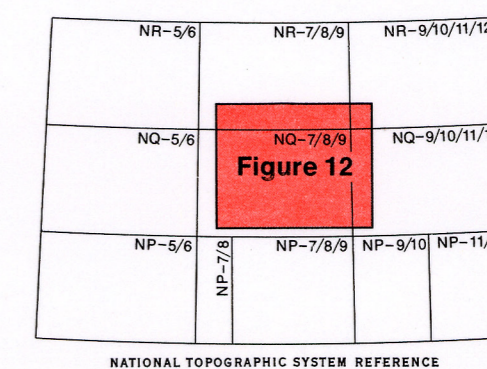 NR-5/6
NR-7/8/9
NR-9/10/11/12
NQ-5/6
NQ-7/8/9
NQ-9/10/11/
Figure 12
NP-5/6
NP-7/8
NP-7/8/9
NP-9/10
NP-11/
NATIONAL TOPOGRAPHIC SYSTEM REFERENCE